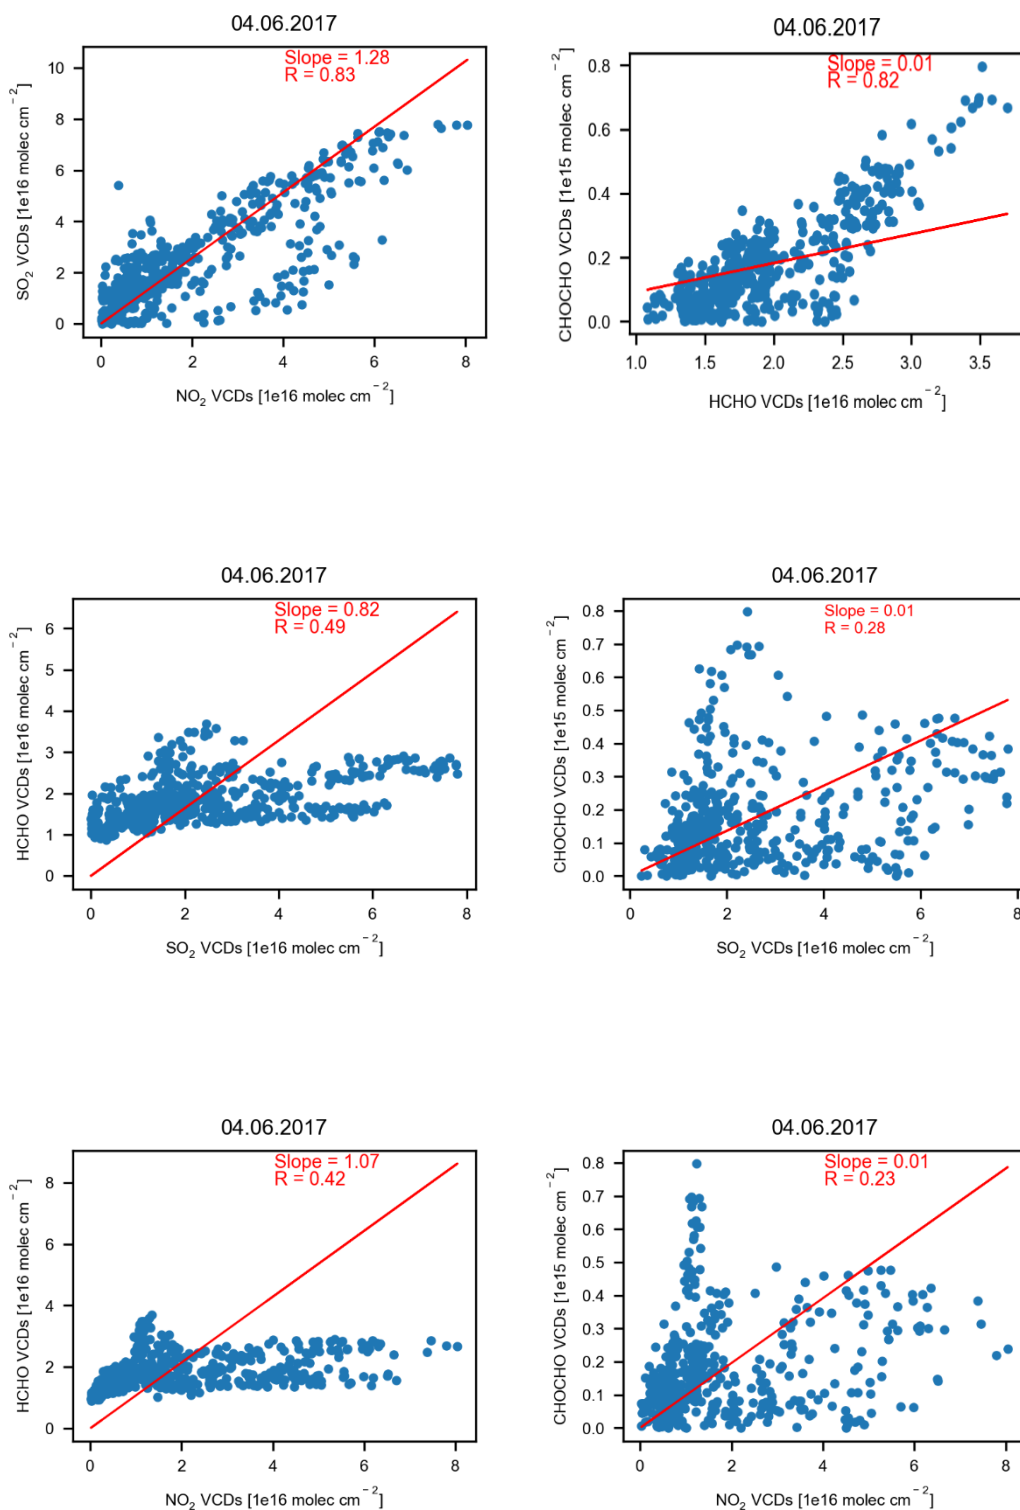 04.06.2017
Slope = 1.28
R = 0.83
10
8
6
4
2
0
0 2 4 6 8
SO₂ VCDs [1e16 molec cm⁻²]
NO₂ VCDs [1e16 molec cm⁻²]
04.06.2017
Slope = 0.01
R = 0.82
0.8
0.6
0.4
0.2
0.0
1.0 1.5 2.0 2.5 3.0 3.5
CHOCHO VCDs [1e15 molec cm⁻²]
HCHO VCDs [1e16 molec cm⁻²]
04.06.2017
Slope = 0.82
R = 0.49
6
5
4
3
2
1
0
0 2 4 6 8
HCHO VCDs [1e16 molec cm⁻²]
SO₂ VCDs [1e16 molec cm⁻²]
04.06.2017
Slope = 0.01
R = 0.28
0.8
0.7
0.6
0.5
0.4
0.3
0.2
0.1
0.0
0 2 4 6 8
CHOCHO VCDs [1e15 molec cm⁻²]
SO₂ VCDs [1e16 molec cm⁻²]
04.06.2017
Slope = 1.07
R = 0.42
8
6
4
2
0
0 2 4 6 8
HCHO VCDs [1e16 molec cm⁻²]
NO₂ VCDs [1e16 molec cm⁻²]
04.06.2017
Slope = 0.01
R = 0.23
0.8
0.7
0.6
0.5
0.4
0.3
0.2
0.1
0.0
0 2 4 6 8
CHOCHO VCDs [1e15 molec cm⁻²]
NO₂ VCDs [1e16 molec cm⁻²]